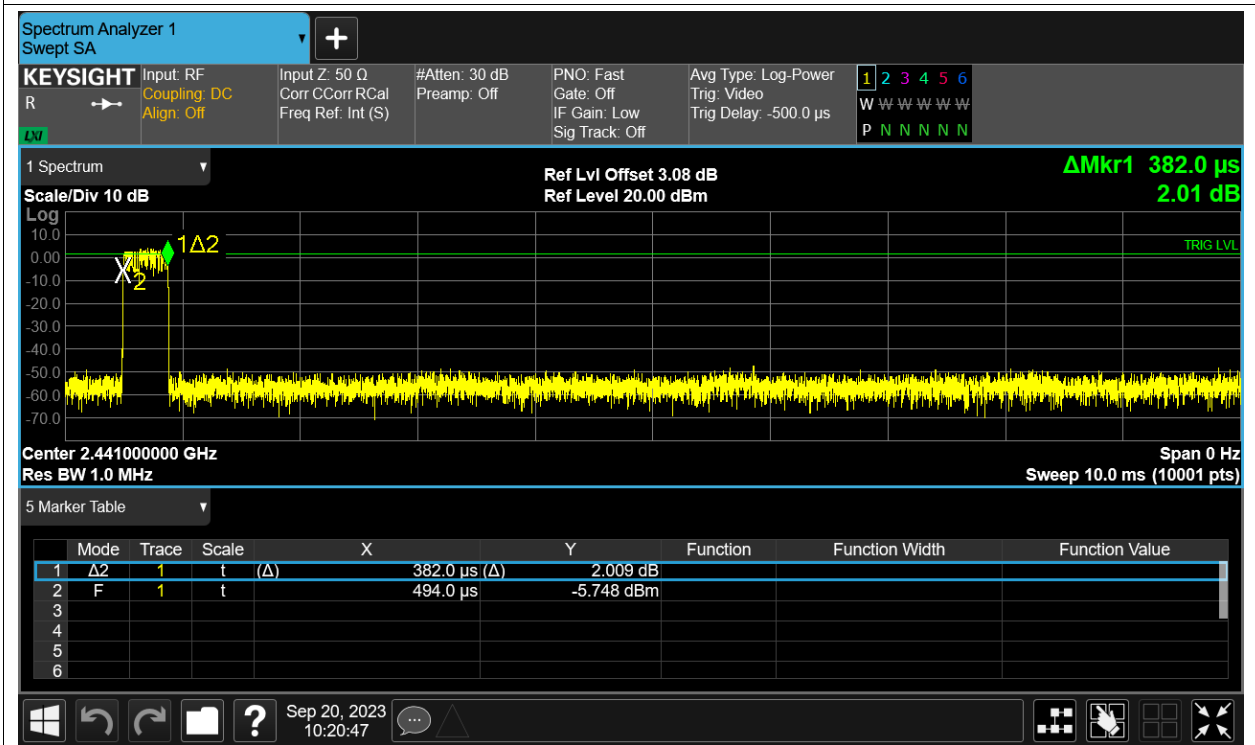 Spectrum Analyzer 1
Swept SA
KEYSIGHT Input: RF Input Z: 50 Ω #Atten: 30 dB PNO: Fast Avg Type: Log-Power 1 2 3 4 5 6
R Coupling: DC Corr CCorr RCal Preamp: Off Gate: Off Trig: Video W W W W W W
Align: Off Freq Ref: Int (S) IF Gain: Low Trig Delay: -500.0 µs
LXI Sig Track: Off P N N N N N
1 Spectrum Ref Lvl Offset 3.08 dB ΔMkr1 382.0 µs
Scale/Div 10 dB Ref Level 20.00 dBm 2.01 dB
Log
10.0 1Δ2 TRIG LVL
0.00
X2
-10.0
-20.0
-30.0
-40.0
-50.0
-60.0
-70.0
Center 2.441000000 GHz Span 0 Hz
Res BW 1.0 MHz Sweep 10.0 ms (10001 pts)
5 Marker Table
Mode Trace Scale X Y Function Function Width Function Value
1 Δ2 1 t (Δ) 382.0 µs (Δ) 2.009 dB
2 F 1 t 494.0 µs -5.748 dBm
3
4
5
6
? Sep 20, 2023
10:20:47